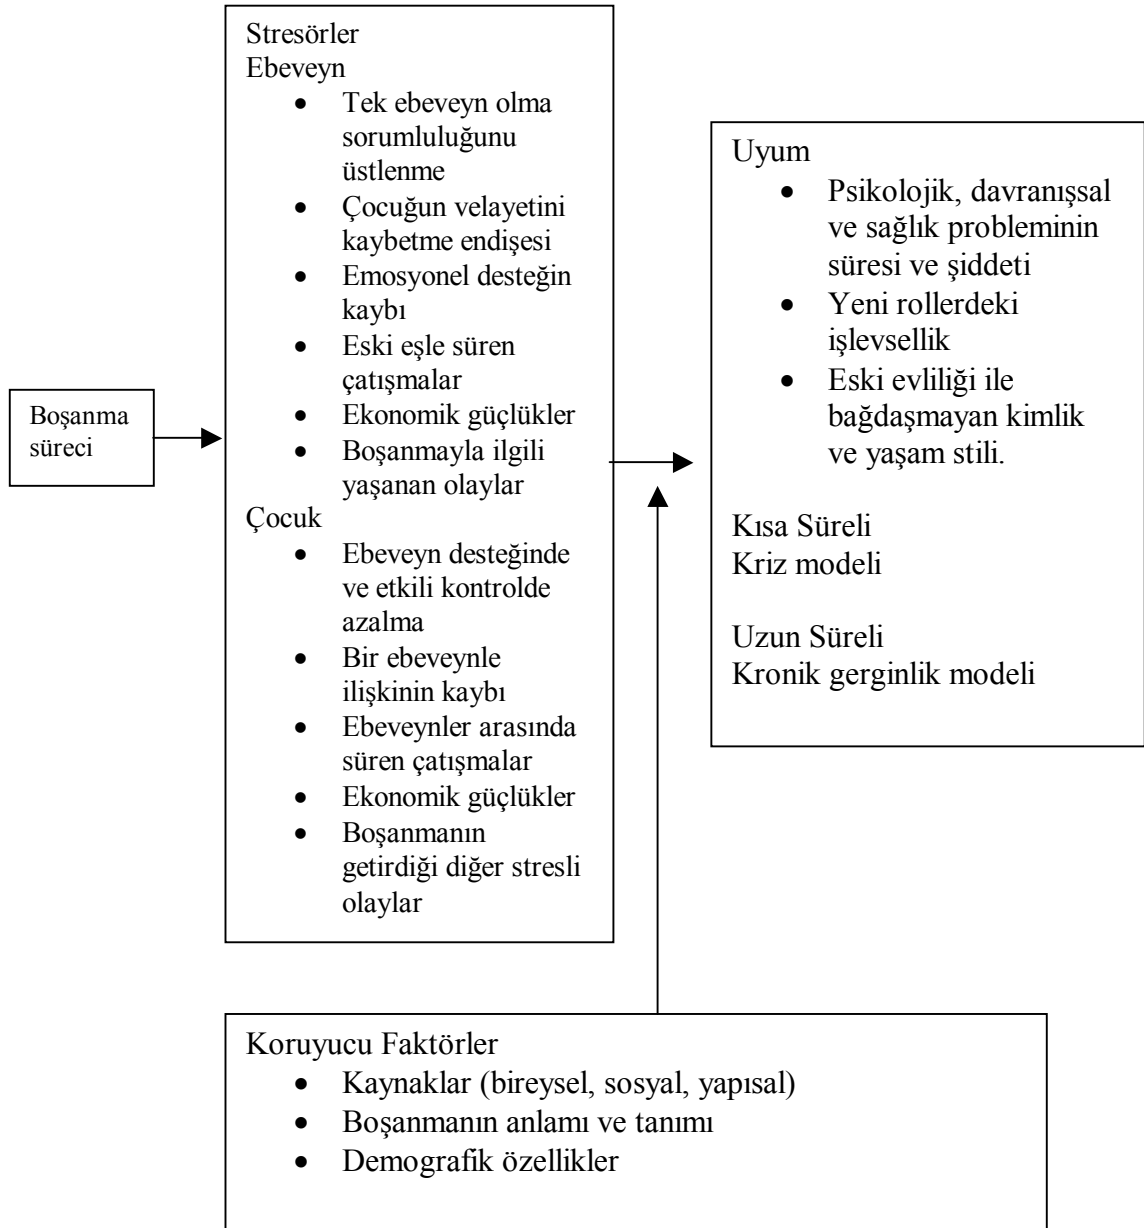 Boşanma
süreci
Stresörler
Ebeveyn
• Tek ebeveyn olma
sorumluluğunu
üstlenme
• Çocuğun velayetini
kaybetme endişesi
• Emosyonel desteğin
kaybı
• Eski eşle süren
çatışmalar
• Ekonomik güçlükler
• Boşanmayla ilgili
yaşanan olaylar
Çocuk
• Ebeveyn desteğinde
ve etkili kontrolde
azalma
• Bir ebeveynle
ilişkinin kaybı
• Ebeveynler arasında
süren çatışmalar
• Ekonomik güçlükler
• Boşanmanın
getirdiği diğer stresli
olaylar
Uyum
• Psikolojik, davranışsal
ve sağlık probleminin
süresi ve şiddeti
• Yeni rollerdeki
işlevsellik
• Eski evliliği ile
bağdaşmayan kimlik
ve yaşam stili.
Kısa Süreli
Kriz modeli
Uzun Süreli
Kronik gerginlik modeli
Koruyucu Faktörler
• Kaynaklar (bireysel, sosyal, yapısal)
• Boşanmanın anlamı ve tanımı
• Demografik özellikler